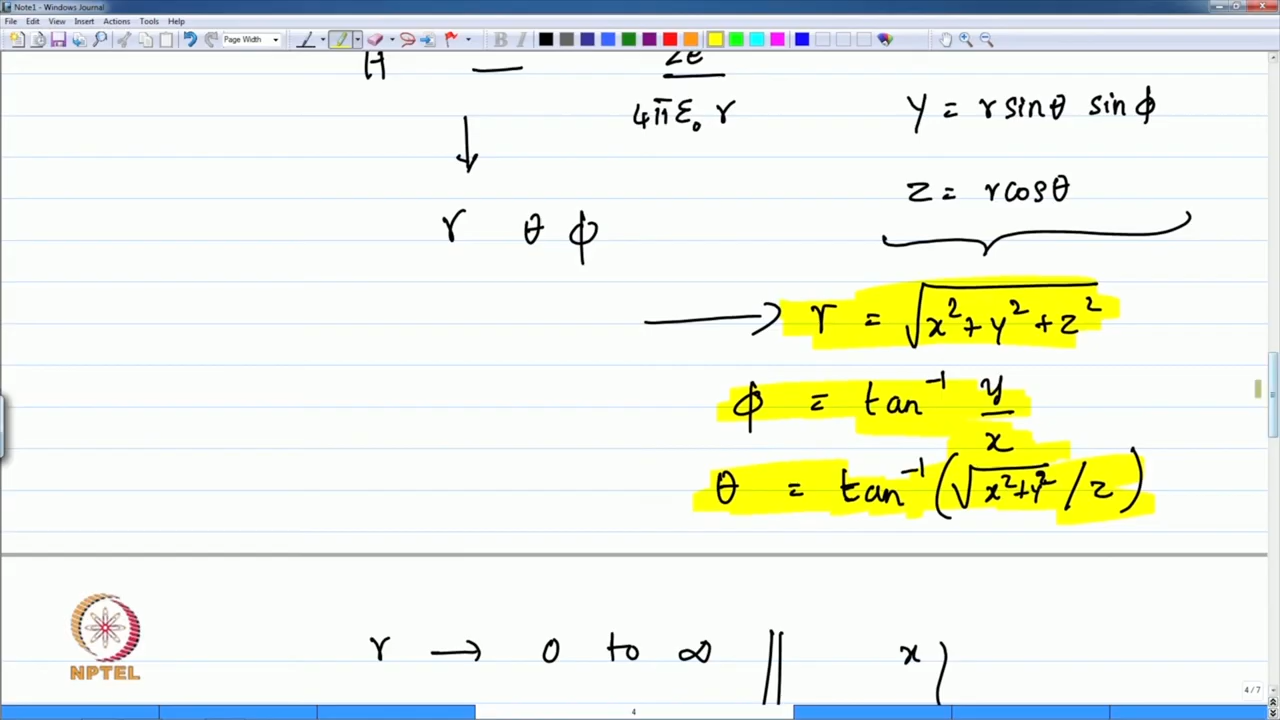 Note1 - Windows Journal
File Edit View Insert Actions Tools Help
Page Width
H — ze
4πε₀ r
y = r sinθ sin ϕ
z = r cosθ
r θ ϕ
r = √x²+y²+z²
ϕ = tan⁻¹ y/x
θ = tan⁻¹(√x²+y² / z)
r → 0 to ∞ || x
NPTEL
4 / 7
4